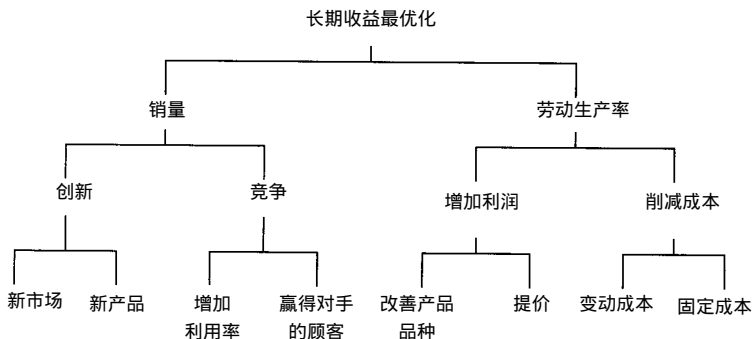 长期收益最优化
销量
劳动生产率
创新
竞争
增加利润
削减成本
新市场
新产品
增加
利用率
赢得对手
的顾客
改善产品
品种
提价
变动成本
固定成本